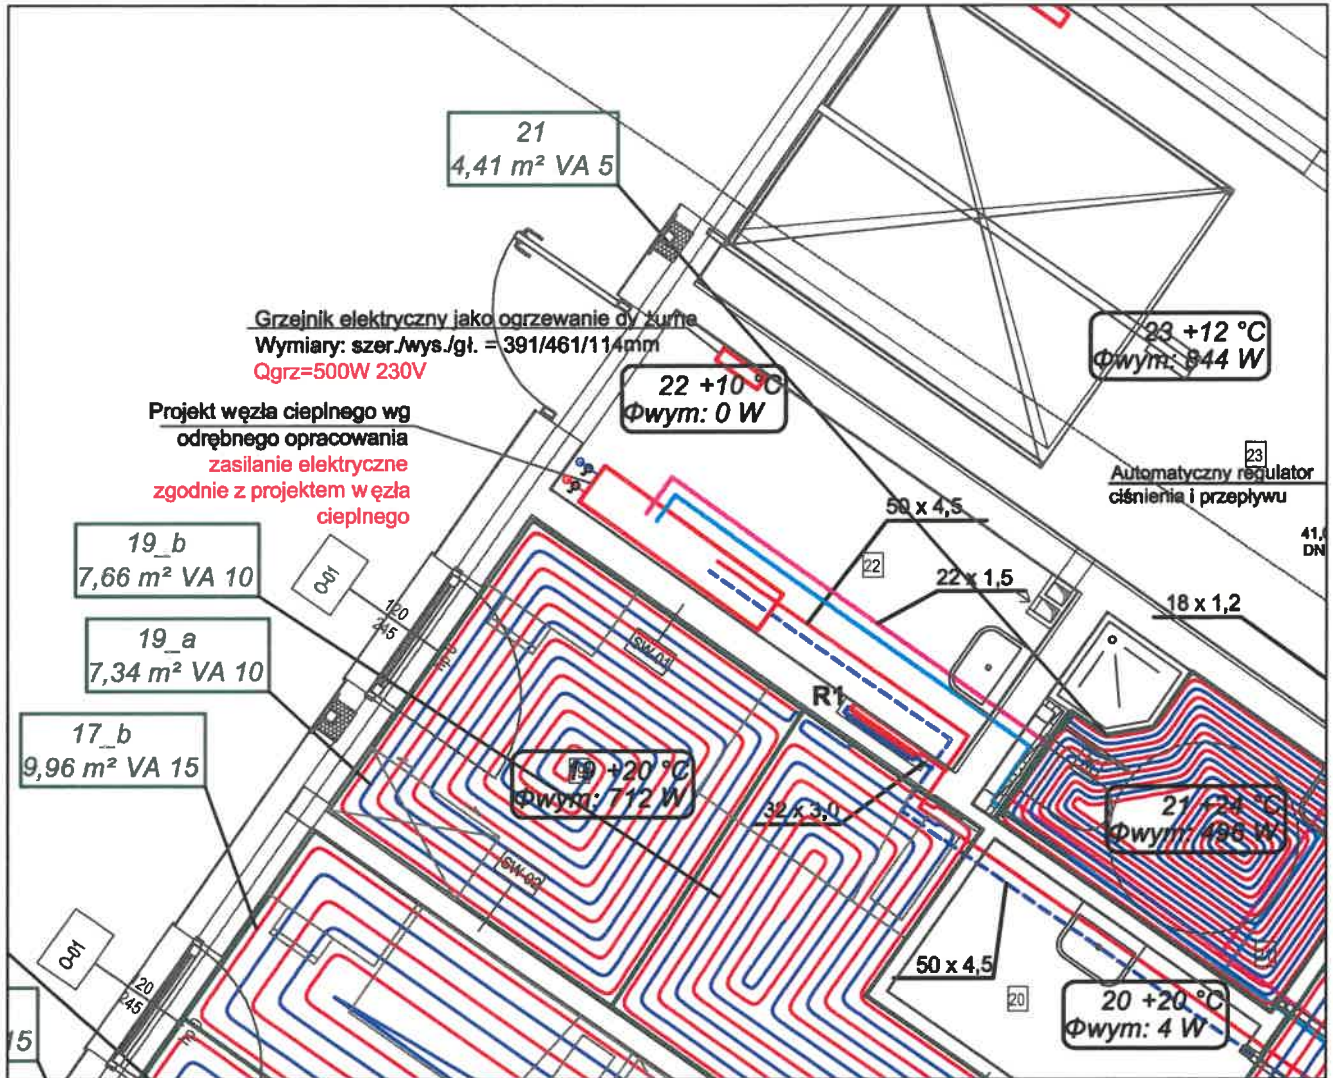 21
4,41 m² VA 5
Grzejnik elektryczny jako ogrzewanie dy żurne
Wymiary: szer./wys./gł. = 391/461/114mm
Qgrz=500W 230V
22 +10 °C
Φwym: 0 W
23 +12 °C
Φwym: 844 W
Projekt węzła cieplnego wg
odrębnego opracowania
zasilanie elektryczne
zgodnie z projektem w ęzła
cieplnego
23
Automatyczny regulator
ciśnienia i przepływu
50 x 4,5
41,
DN
19_b
7,66 m² VA 10
O-01
22
22 x 1,5
18 x 1,2
120
245
19_a
7,34 m² VA 10
SW-01
R1
17_b
9,96 m² VA 15
19 +20 °C
Φwym: 712 W
32 x 3,0
21 +24 °C
Φwym: 496 W
SW-02
O-01
50 x 4,5
20
245
20
20 +20 °C
Φwym: 4 W
15